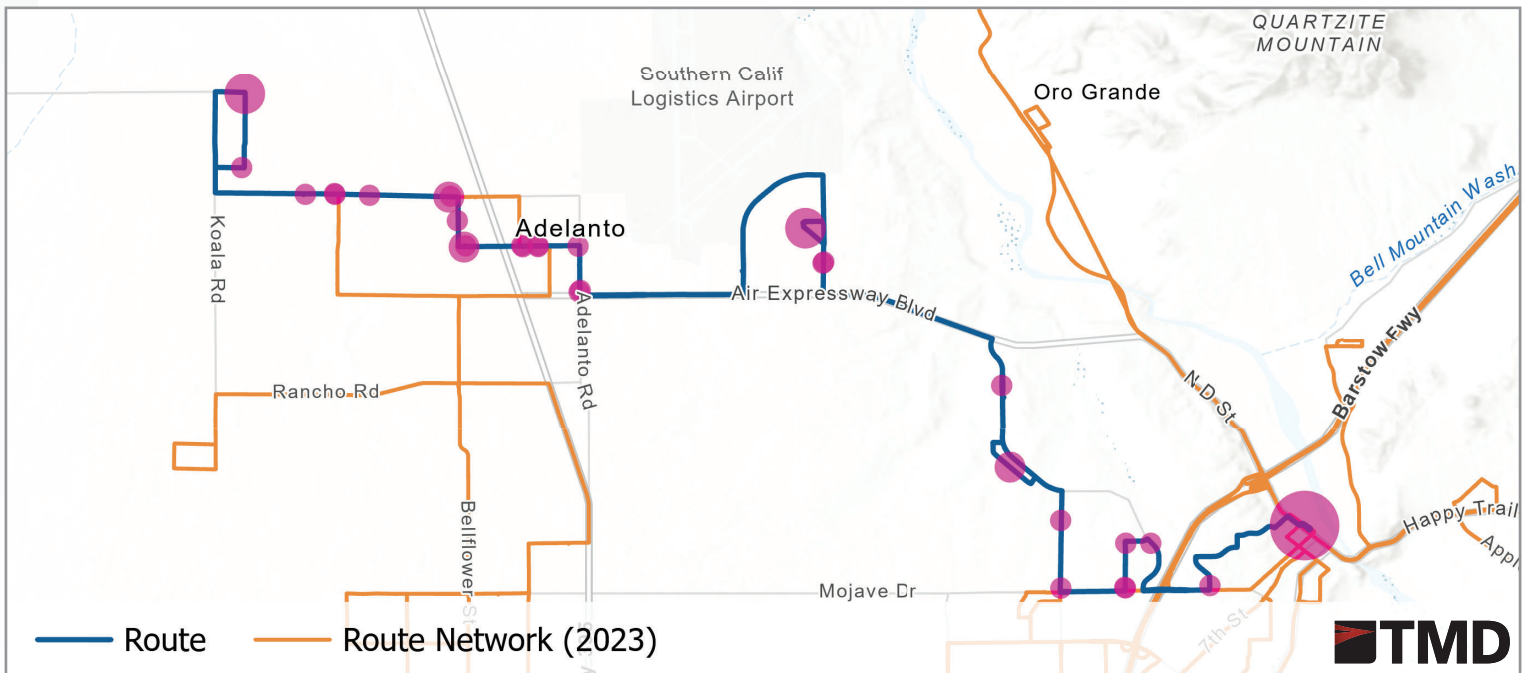 QUARTZITE
MOUNTAIN
Southern Calif
Logistics Airport
Oro Grande
Bell Mountain Wash
Koala Rd
Adelanto
Air Expressway Blvd
Adelanto Rd
Barstow Fwy
N D St
Rancho Rd
Happy Trail
Appl
Bellflower St
Mojave Dr
7th St
Route
Route Network (2023)
TMD